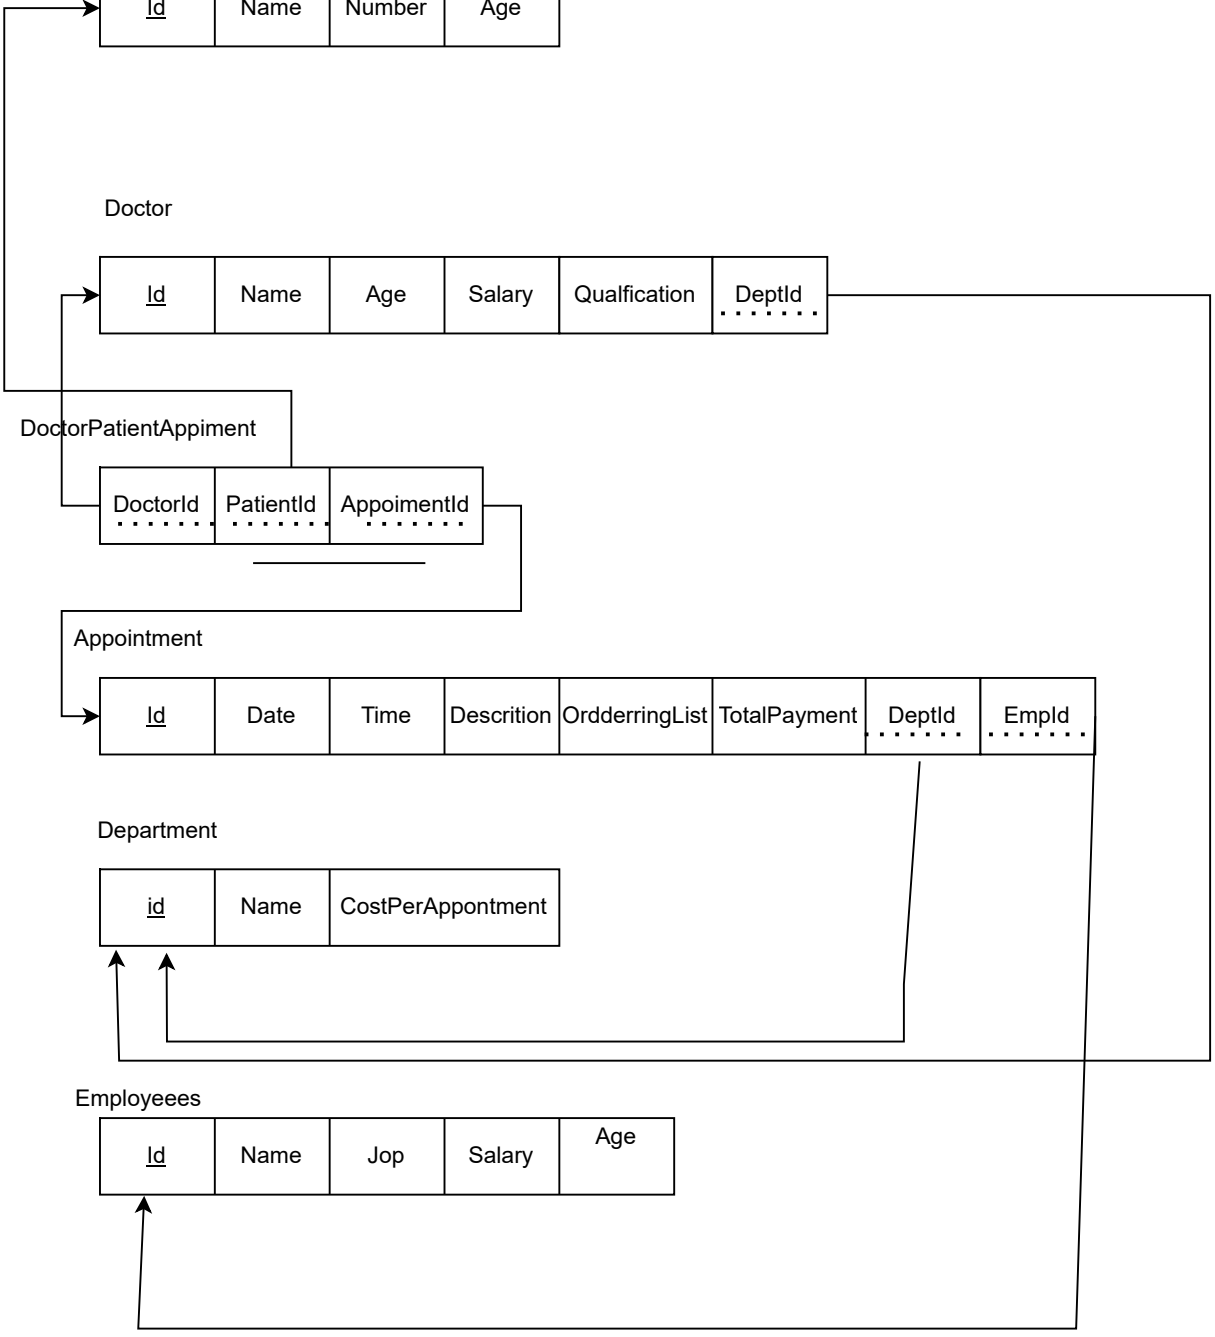 Id Name Number Age
Doctor
Id Name Age Salary Qualfication DeptId
DoctorPatientAppiment
DoctorId PatientId AppoimentId
Appointment
Id Date Time Descrition OrdderringList TotalPayment DeptId EmpId
Department
id Name CostPerAppontment
Employeees
Id Name Jop Salary Age